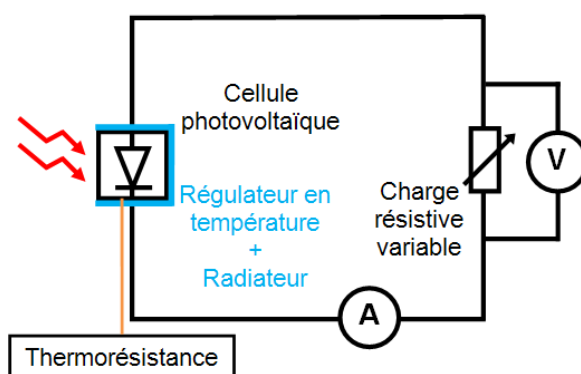 Cellule
photovoltaïque
Régulateur en
température
+
Radiateur
Charge
résistive
variable
V
A
Thermorésistance